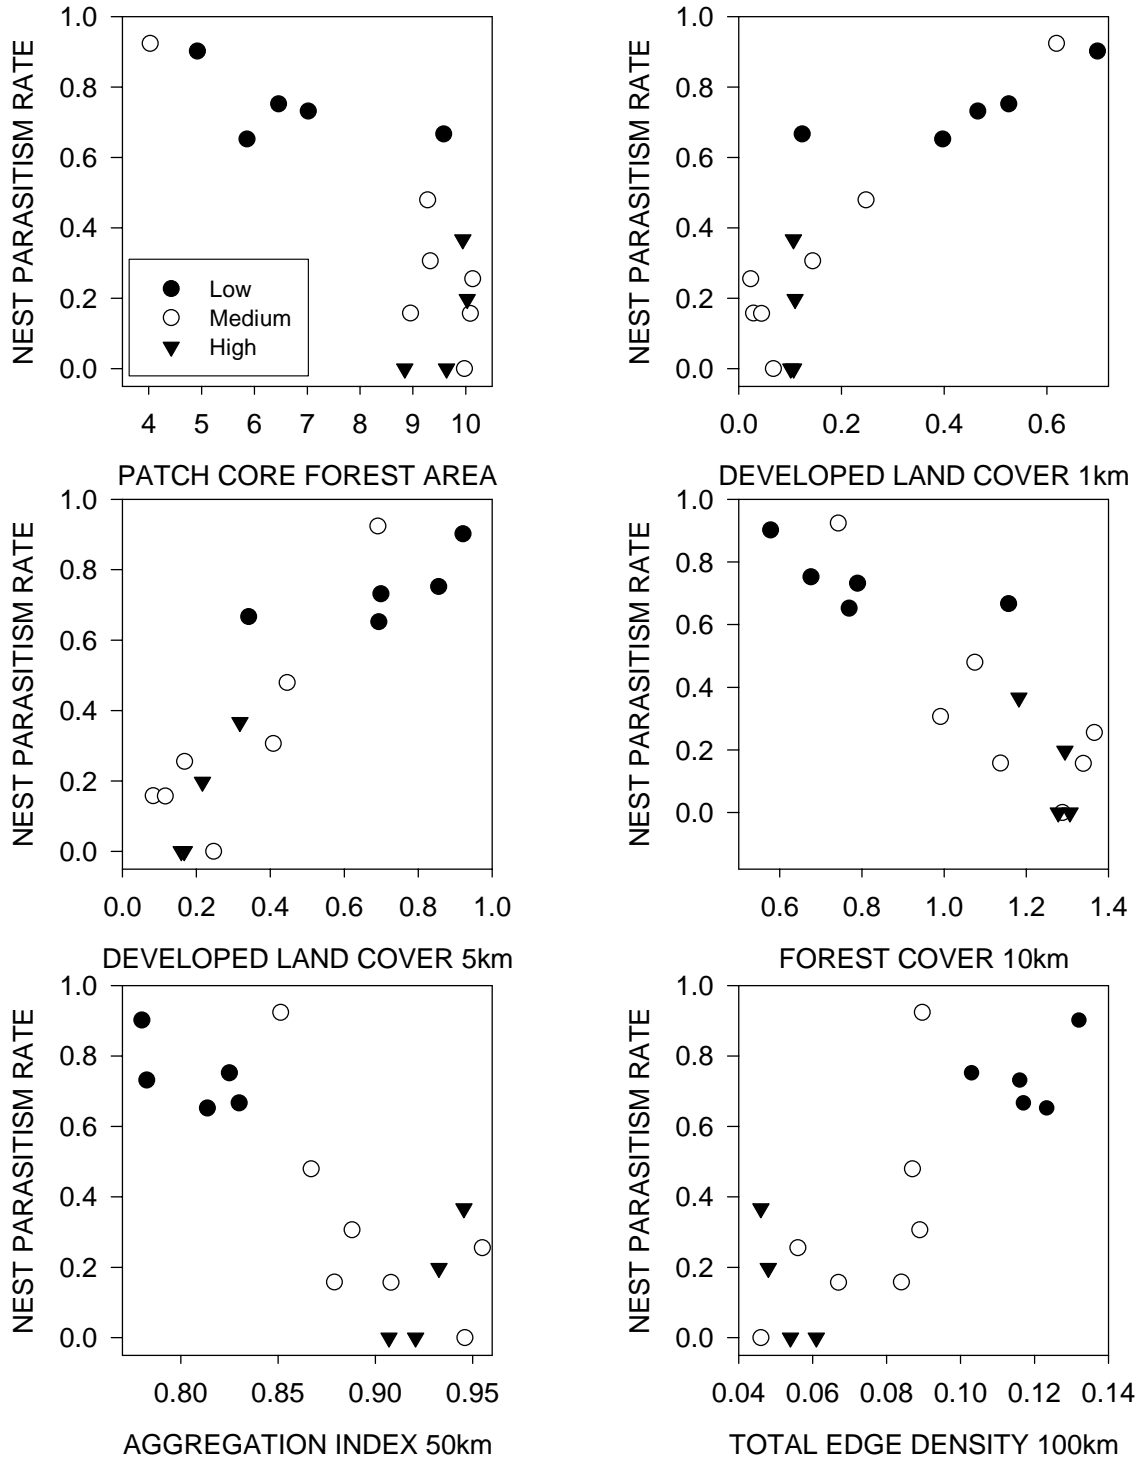 NEST PARASITISM RATE
1.0
0.8
0.6
0.4
0.2
0.0
Low
Medium
High
4 5 6 7 8 9 10
PATCH CORE FOREST AREA
NEST PARASITISM RATE
1.0
0.8
0.6
0.4
0.2
0.0
0.0 0.2 0.4 0.6
DEVELOPED LAND COVER 1km
NEST PARASITISM RATE
1.0
0.8
0.6
0.4
0.2
0.0
0.0 0.2 0.4 0.6 0.8 1.0
DEVELOPED LAND COVER 5km
NEST PARASITISM RATE
1.0
0.8
0.6
0.4
0.2
0.0
0.6 0.8 1.0 1.2 1.4
FOREST COVER 10km
NEST PARASITISM RATE
1.0
0.8
0.6
0.4
0.2
0.0
0.80 0.85 0.90 0.95
AGGREGATION INDEX 50km
NEST PARASITISM RATE
1.0
0.8
0.6
0.4
0.2
0.0
0.04 0.06 0.08 0.10 0.12 0.14
TOTAL EDGE DENSITY 100km